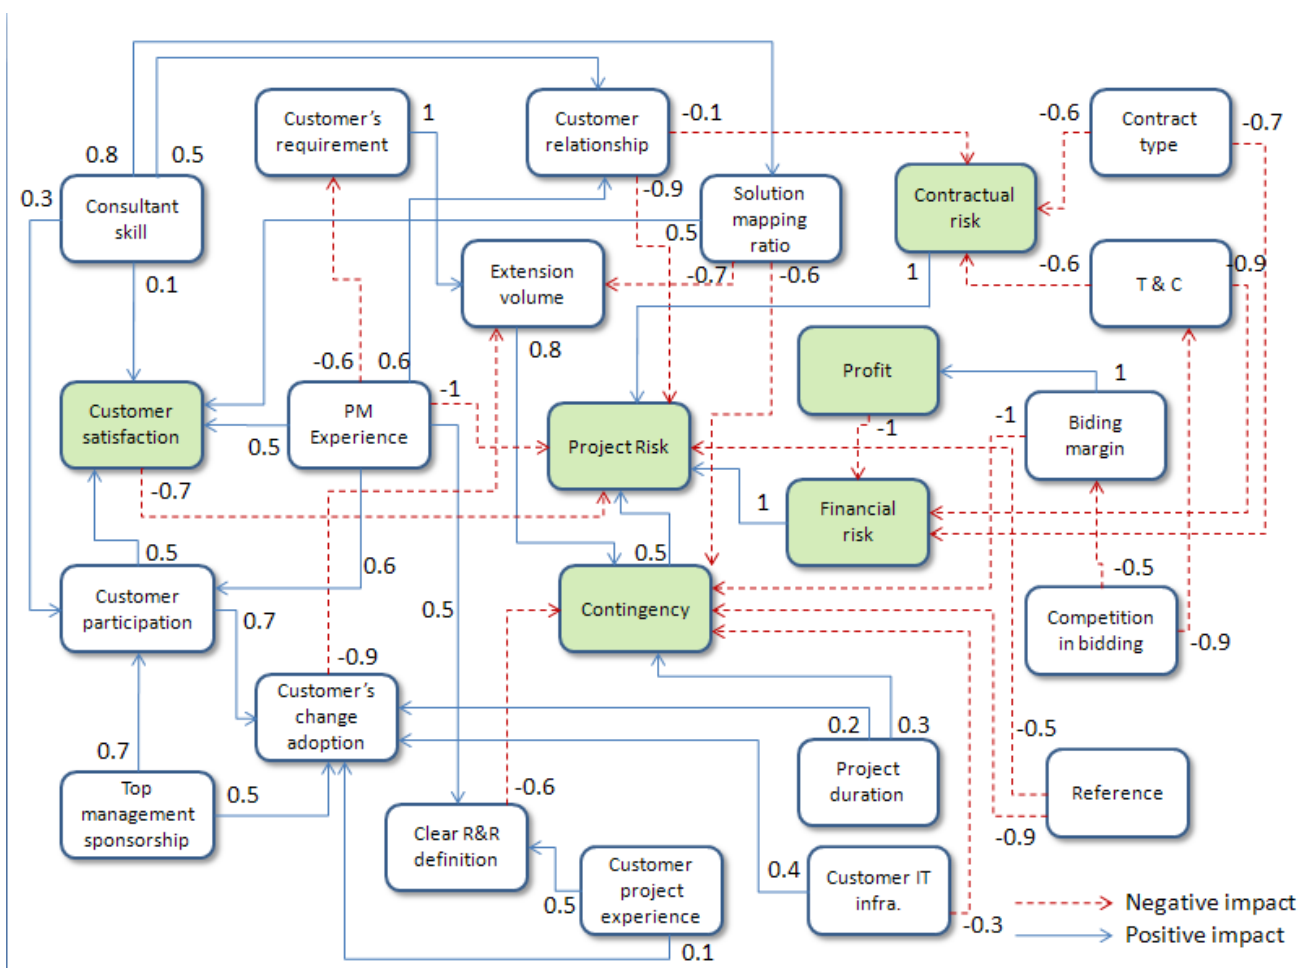 1
-0.1
-0.6
-0.7
Customer's
requirement
Customer
relationship
Contract
type
0.8
0.5
0.3
-0.9
Consultant
skill
Solution
mapping
ratio
Contractual
risk
0.5
0.1
-0.7
-0.6
1
-0.6
-0.9
Extension
volume
T & C
0.8
-0.6
0.6
-1
Profit
1
Customer
satisfaction
PM
Experience
Project Risk
-1
-1
Biding
margin
0.5
-0.7
1
Financial
risk
0.5
0.6
0.5
-0.5
Customer
participation
0.7
0.5
Contingency
Competition
in bidding
-0.9
-0.9
Customer's
change
adoption
0.2
0.3
-0.5
0.7
0.5
Top
management
sponsorship
-0.6
Project
duration
Reference
Clear R&R
definition
-0.9
0.5
Customer
project
experience
0.4
Customer IT
infra.
-0.3
0.1
Negative impact
Positive impact